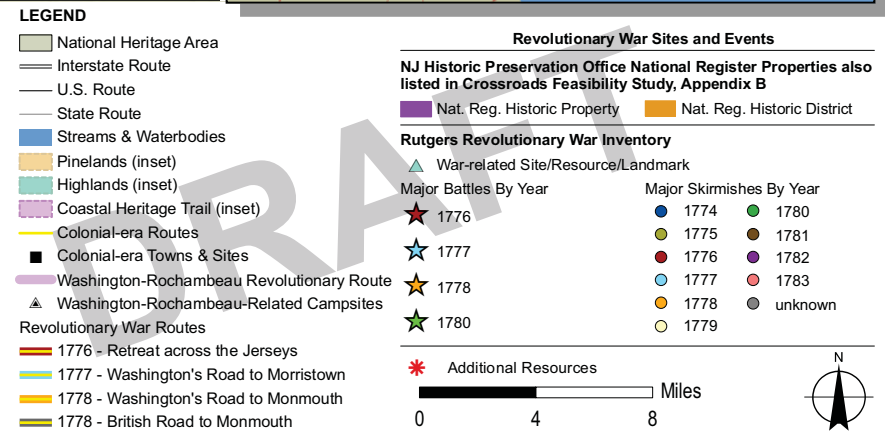 LEGEND
National Heritage Area
Interstate Route
U.S. Route
State Route
Streams & Waterbodies
Pinelands (inset)
Highlands (inset)
Coastal Heritage Trail (inset)
Colonial-era Routes
Colonial-era Towns & Sites
Washington-Rochambeau Revolutionary Route
Washington-Rochambeau-Related Campsites
Revolutionary War Routes
1776 - Retreat across the Jerseys
1777 - Washington's Road to Morristown
1778 - Washington's Road to Monmouth
1778 - British Road to Monmouth
Revolutionary War Sites and Events
NJ Historic Preservation Office National Register Properties also
listed in Crossroads Feasibility Study, Appendix B
Nat. Reg. Historic Property
Nat. Reg. Historic District
Rutgers Revolutionary War Inventory
War-related Site/Resource/Landmark
Major Battles By Year
1776
1777
1778
1780
Major Skirmishes By Year
1774
1775
1776
1777
1778
1779
1780
1781
1782
1783
unknown
Additional Resources
Miles
0 4 8
N
DRAFT